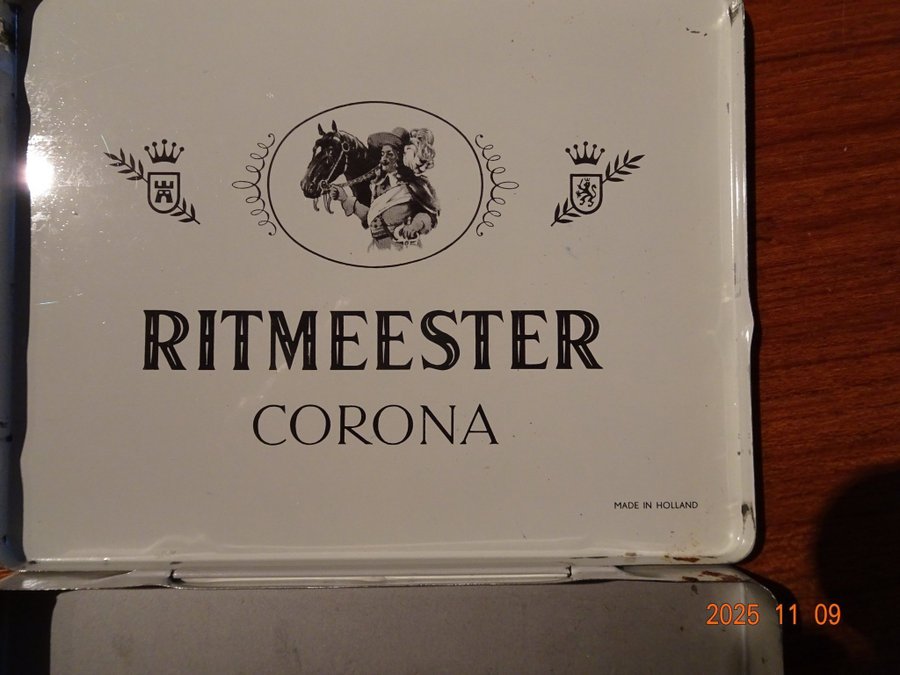 RITMEESTER
CORONA
MADE IN HOLLAND
2025 11 09